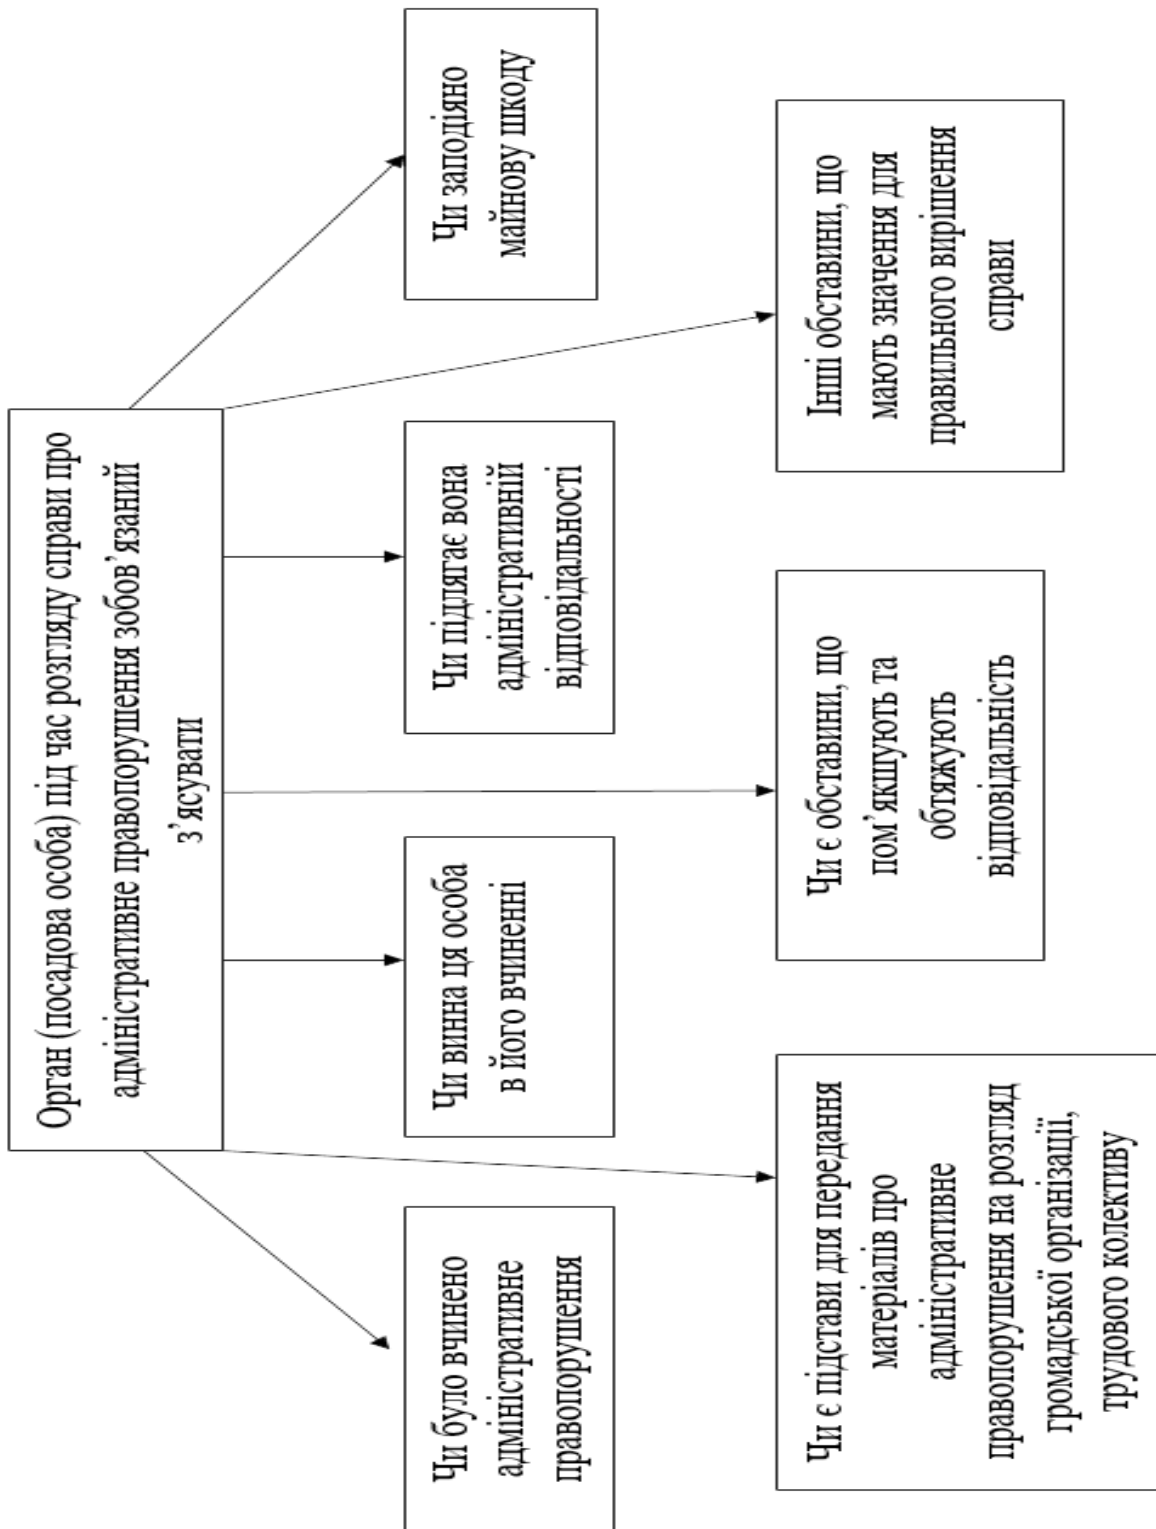 Орган (посадова особа) під час розгляду справи про
адміністративне правопорушення зобов’язаний
з’ясувати
Чи було вчинено
адміністративне
правопорушення
Чи винна ця особа
в його вчиненні
Чи підлягає вона
адміністративній
відповідальності
Чи заподіяно
майнову шкоду
Чи є підстави для передання
матеріалів про
адміністративне
правопорушення на розгляд
громадської організації,
трудового колективу
Чи є обставини, що
пом’якшують та
обтяжують
відповідальність
Інші обставини, що
мають значення для
правильного вирішення
справи